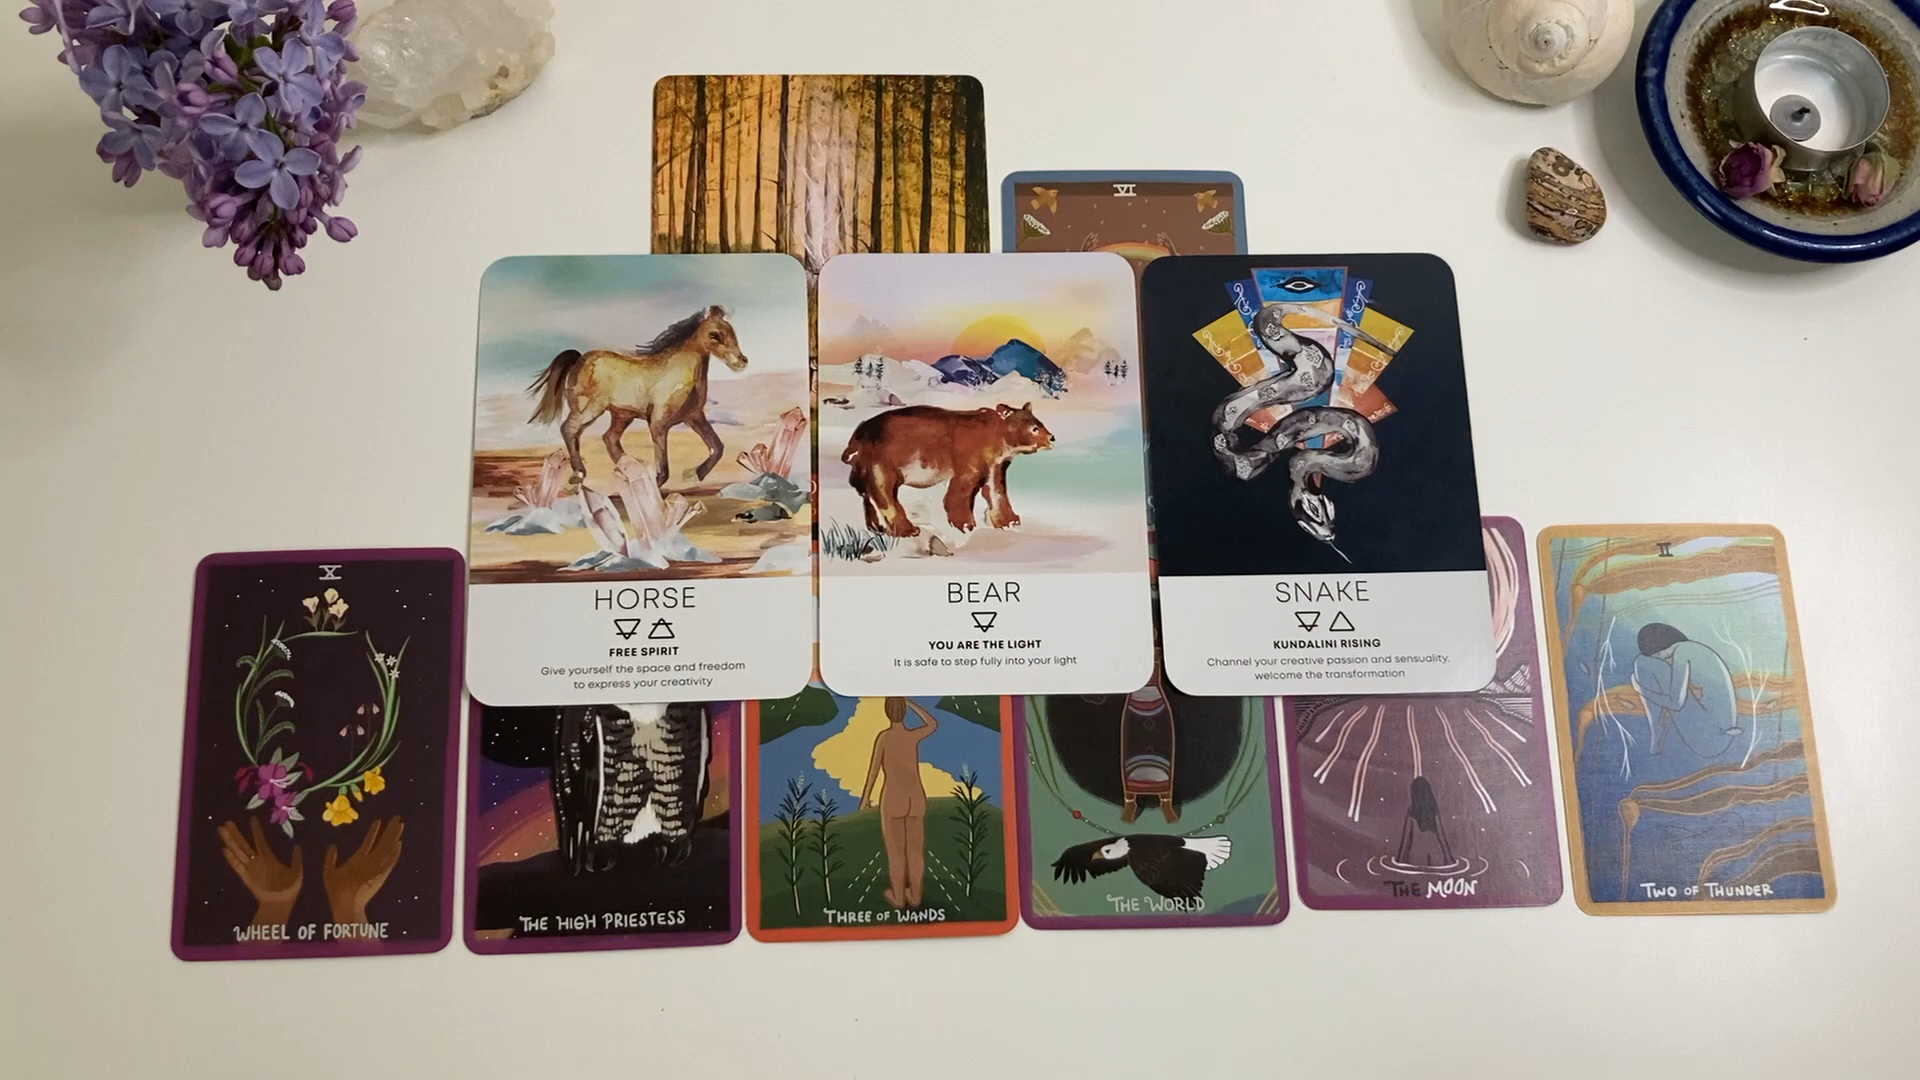 VI
HORSE
FREE SPIRIT
Give yourself the space and freedom
to express your creativity
BEAR
YOU ARE THE LIGHT
It is safe to step fully into your light
SNAKE
KUNDALINI RISING
Channel your creative passion and sensuality,
welcome the transformation
X
WHEEL OF FORTUNE
THE HIGH PRIESTESS
THREE OF WANDS
THE WORLD
THE MOON
II
TWO OF THUNDER